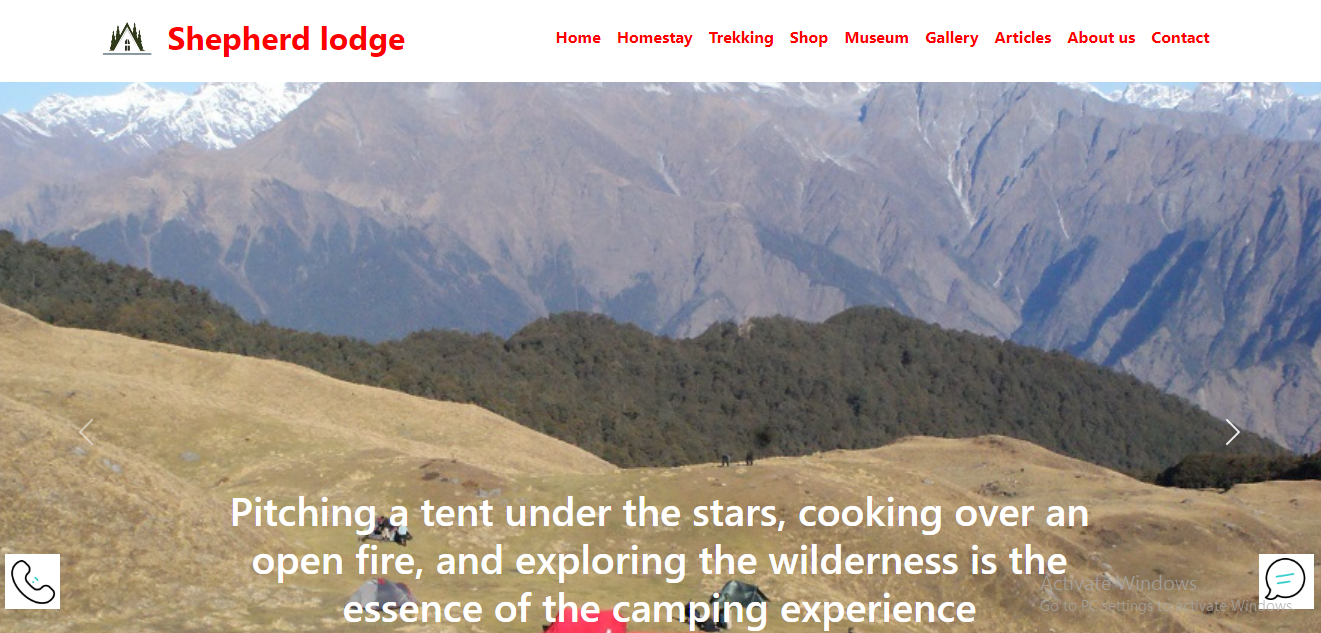 Shepherd lodge
Home Homestay Trekking Shop Museum Gallery Articles About us Contact
Pitching a tent under the stars, cooking over an
open fire, and exploring the wilderness is the
essence of the camping experience
Activate Windows
Go to PC settings to activate Windows.